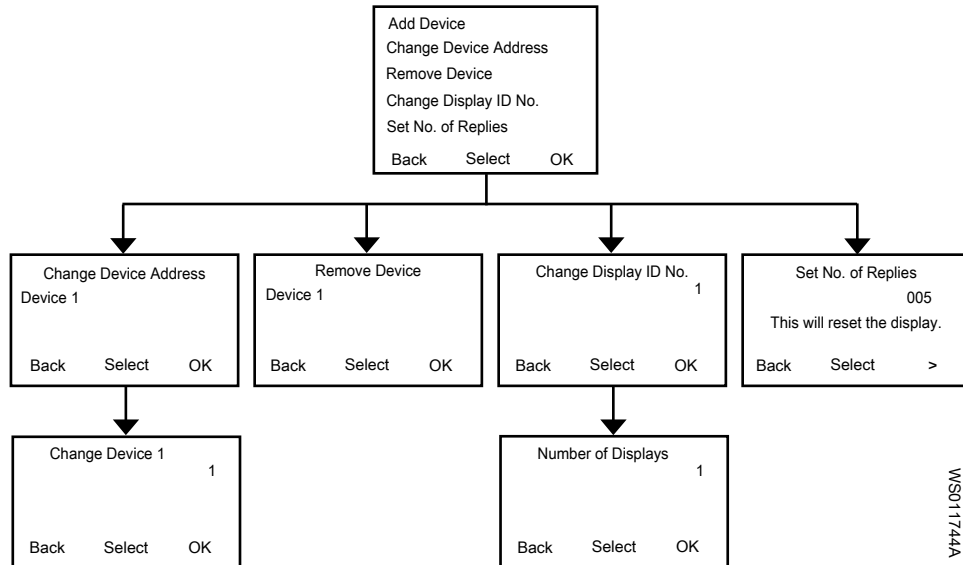 Add Device
Change Device Address
Remove Device
Change Display ID No.
Set No. of Replies
Back Select OK
Change Device Address
Device 1
Back Select OK
Remove Device
Device 1
Back Select OK
Change Display ID No.
1
Back Select OK
Set No. of Replies
005
This will reset the display.
Back Select >
Change Device 1
1
Back Select OK
Number of Displays
1
Back Select OK
WS011744A